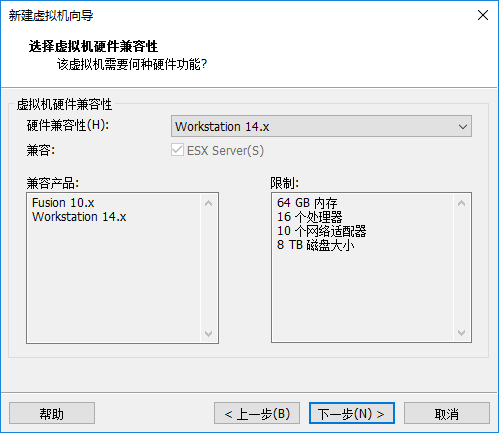 新建虚拟机向导
选择虚拟机硬件兼容性
该虚拟机需要何种硬件功能?
虚拟机硬件兼容性
硬件兼容性(H): Workstation 14.x
兼容: ESX Server(S)
兼容产品:
Fusion 10.x
Workstation 14.x
限制:
64 GB 内存
16 个处理器
10 个网络适配器
8 TB 磁盘大小
帮助 < 上一步(B) 下一步(N) > 取消